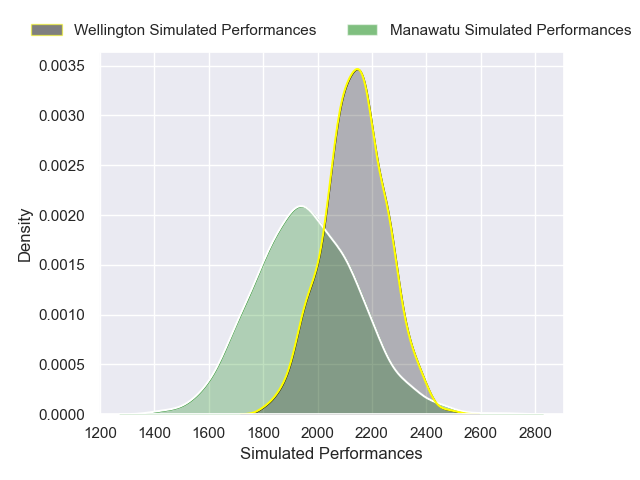 Wellington Simulated Performances Manawatu Simulated Performances
0.0035
0.0030
0.0025
0.0020
0.0015
0.0010
0.0005
0.0000
Density
1200 1400 1600 1800 2000 2200 2400 2600 2800
Simulated Performances